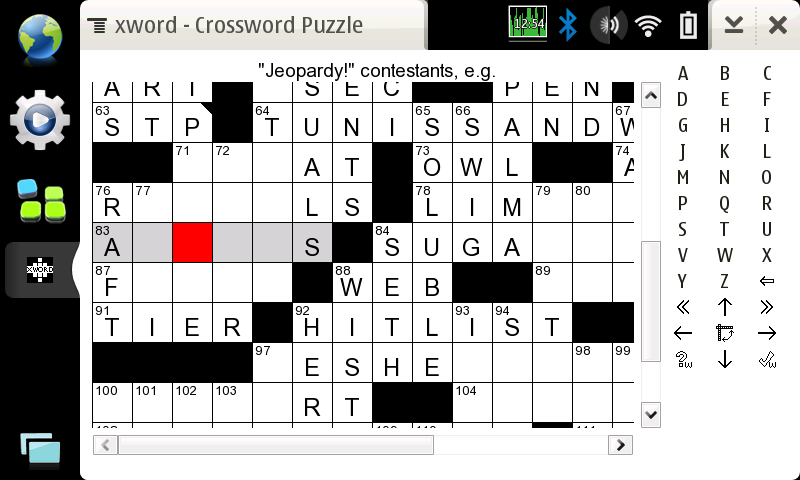 xword - Crossword Puzzle
12:54
"Jeopardy!" contestants, e.g.
A R T S E C P E N
63 64 65 66 67
S T P T U N I S S A N D W
71 72 73 74
A T O W L A
76 77 78 79 80
R L S L I M
83 84
A S S U G A
87 88 89
F W E B
91 92 93 94
T I E R H I T L I S T
97 98 99
E S H E
100 101 102 103 104
R T
XWORD
A B C
D E F
G H I
J K L
M N O
P Q R
S T U
V W X
Y Z